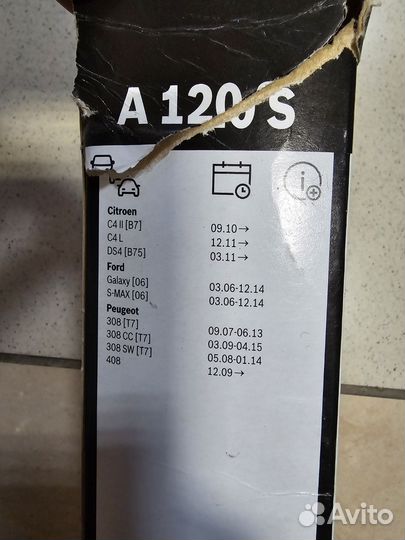 A 120 S
Citroen
C4 II [B7] 09.10→
C4 L 12.11→
DS4 [B75] 03.11→
Ford
Galaxy [06] 03.06-12.14
S-MAX [06] 03.06-12.14
Peugeot
308 [T7] 09.07-06.13
308 CC [T7] 03.09-04.15
308 SW [T7] 05.08-01.14
408 12.09→
Avito